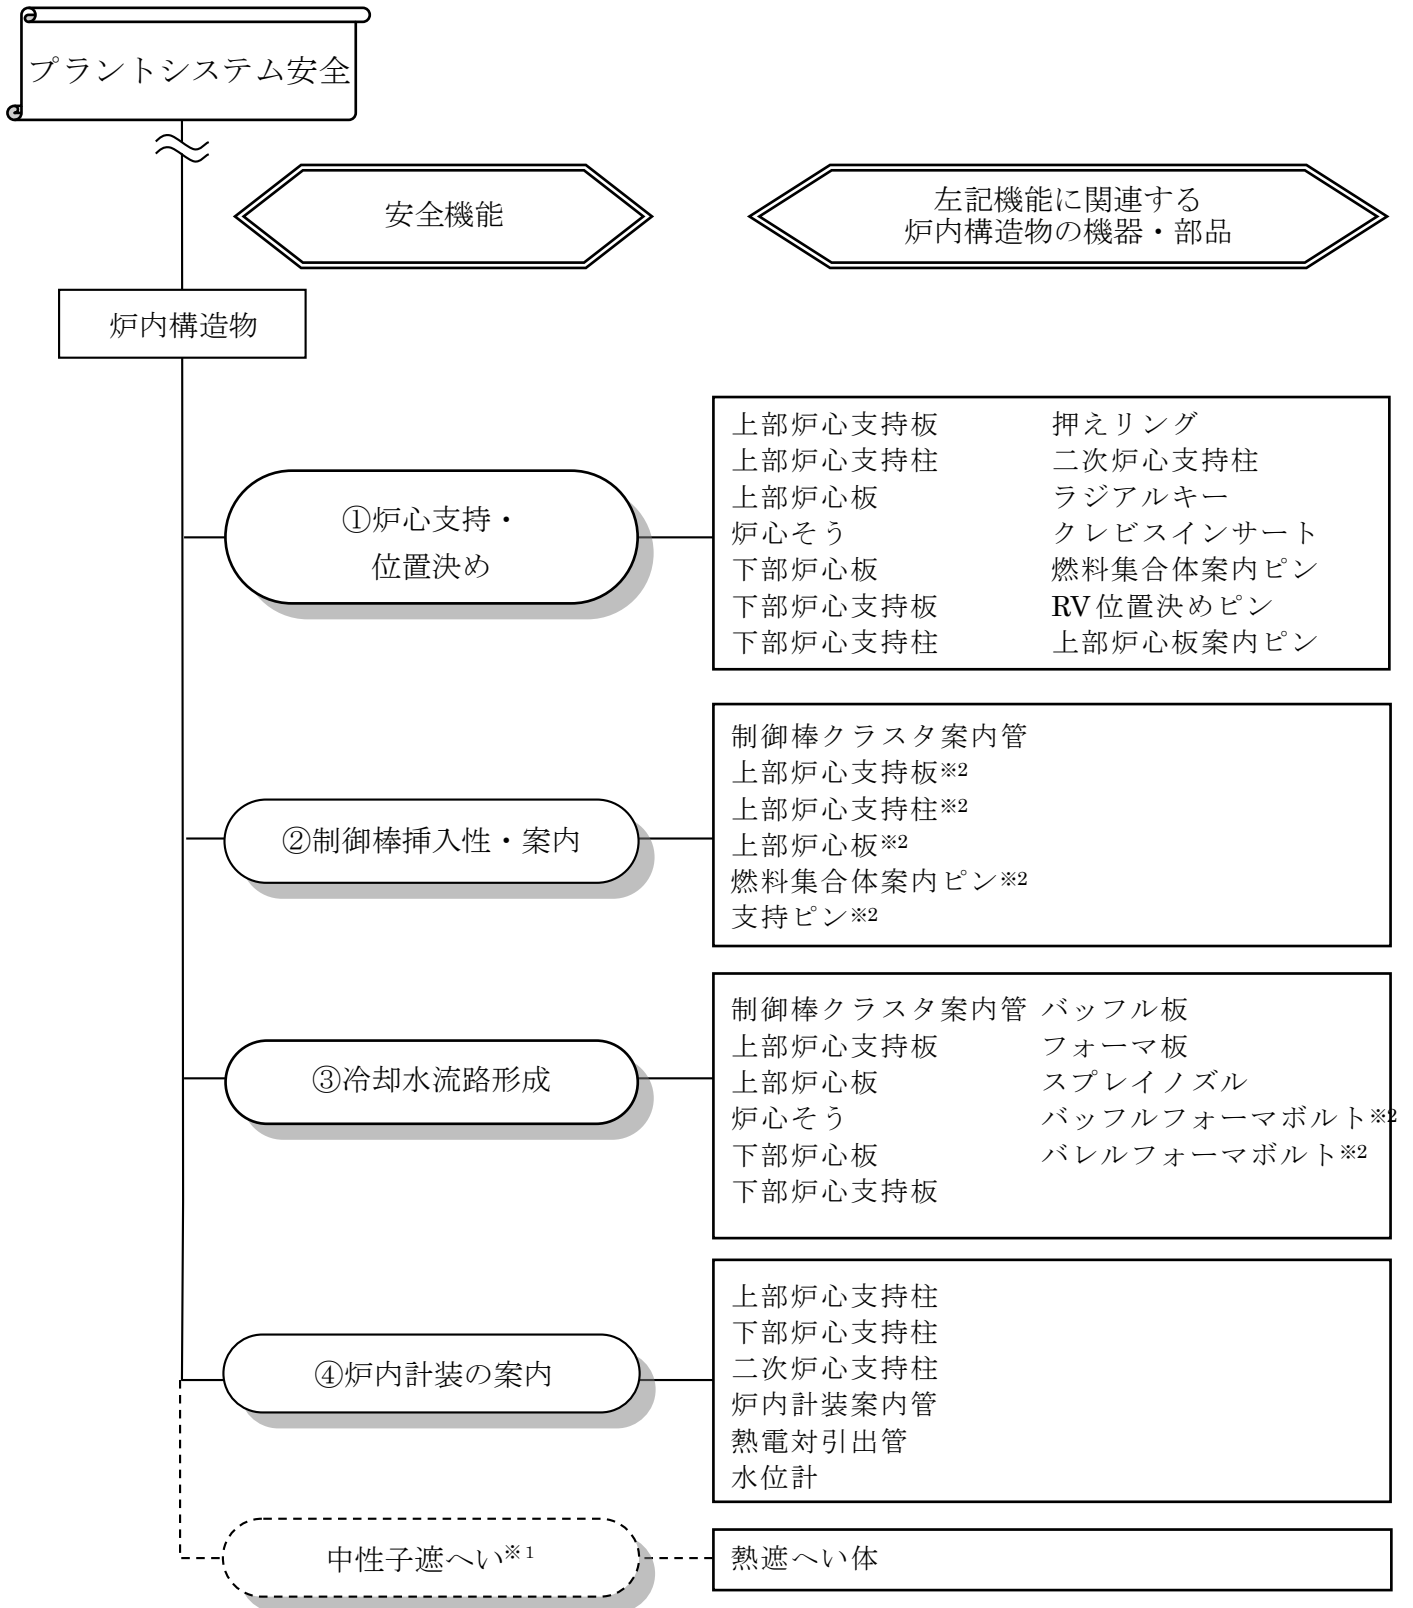 プラントシステム安全
安全機能
左記機能に関連する
炉内構造物の機器・部品
炉内構造物
①炉心支持・
位置決め
上部炉心支持板 押えリング
上部炉心支持柱 二次炉心支持柱
上部炉心板 ラジアルキー
炉心そう クレビスインサート
下部炉心板 燃料集合体案内ピン
下部炉心支持板 RV位置決めピン
下部炉心支持柱 上部炉心板案内ピン
②制御棒挿入性・案内
制御棒クラスタ案内管
上部炉心支持板※2
上部炉心支持柱※2
上部炉心板※2
燃料集合体案内ピン※2
支持ピン※2
③冷却水流路形成
制御棒クラスタ案内管 バッフル板
上部炉心支持板 フォーマ板
上部炉心板 スプレイノズル
炉心そう バッフルフォーマボルト※2
下部炉心板 バレルフォーマボルト※2
下部炉心支持板
④炉内計装の案内
上部炉心支持柱
下部炉心支持柱
二次炉心支持柱
炉内計装案内管
熱電対引出管
水位計
中性子遮へい※1
熱遮へい体